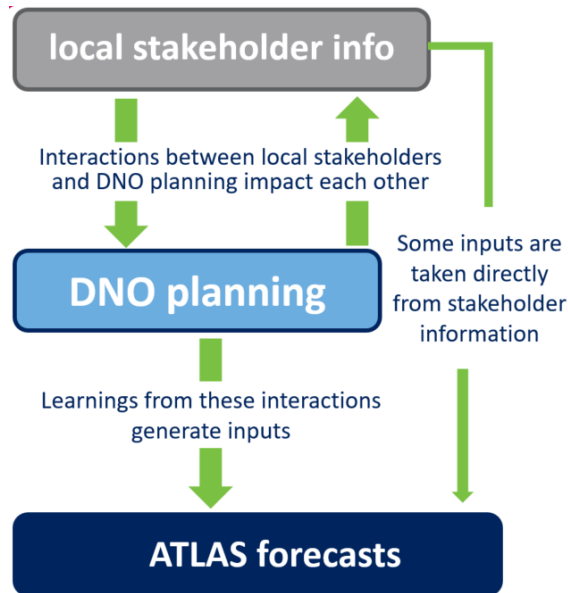 local stakeholder info
Interactions between local stakeholders
and DNO planning impact each other
DNO planning
Some inputs are
taken directly
from stakeholder
information
Learnings from these interactions
generate inputs
ATLAS forecasts